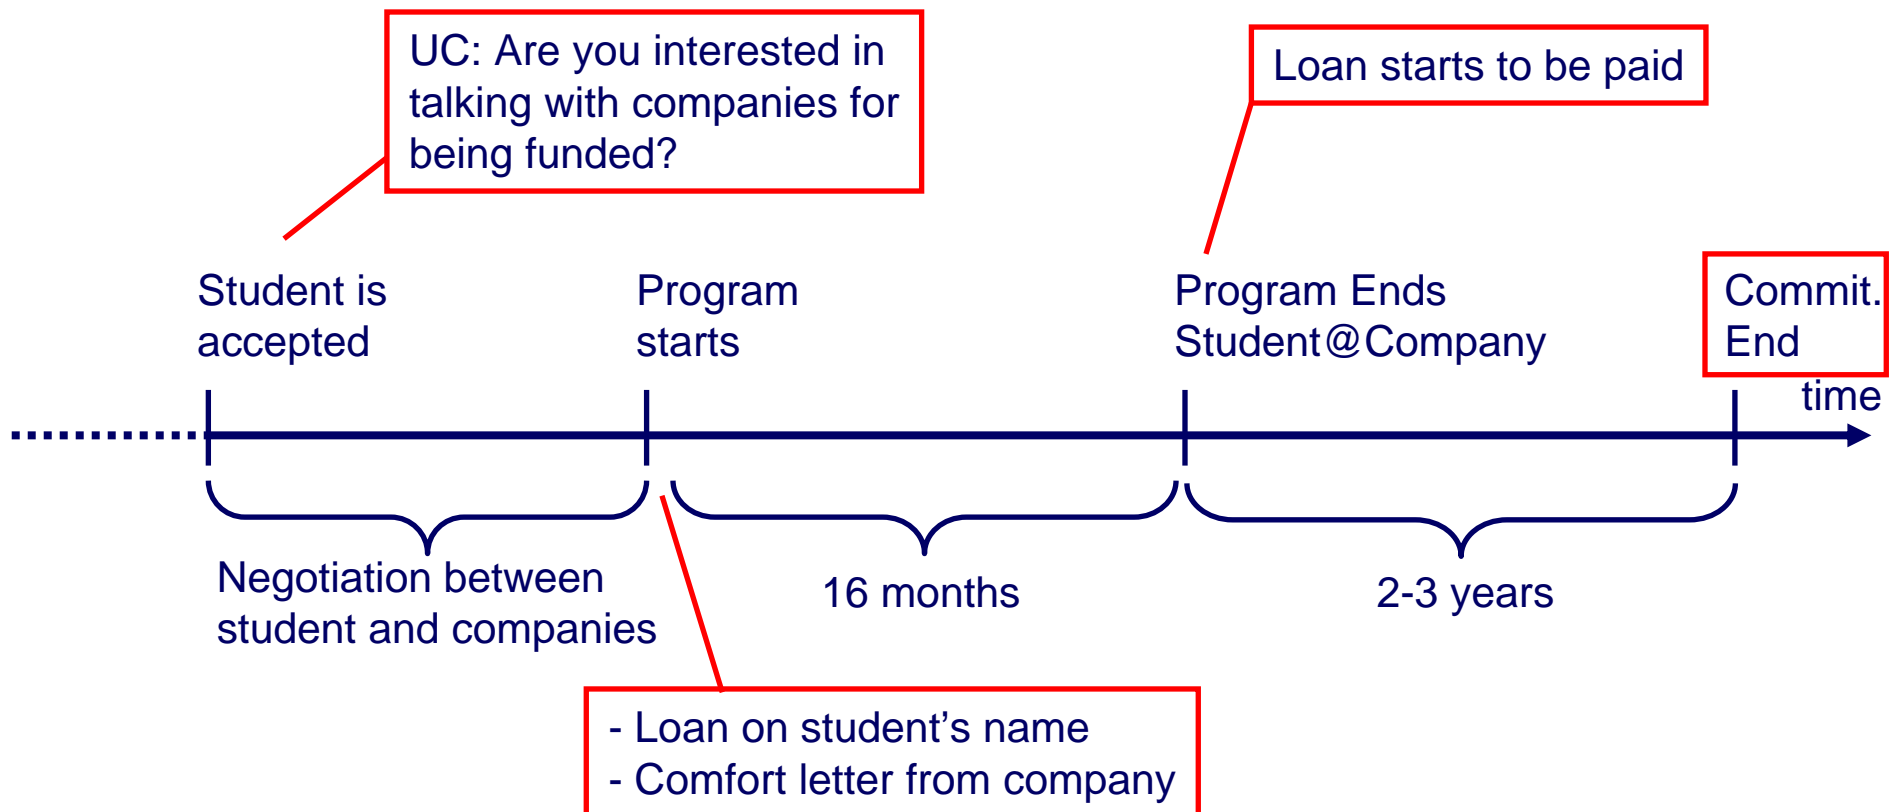 UC: Are you interested in
talking with companies for
being funded?
Loan starts to be paid
Student is
accepted
Program
starts
Program Ends
Student@Company
Commit.
End
time
Negotiation between
student and companies
16 months
2-3 years
- Loan on student’s name
- Comfort letter from company